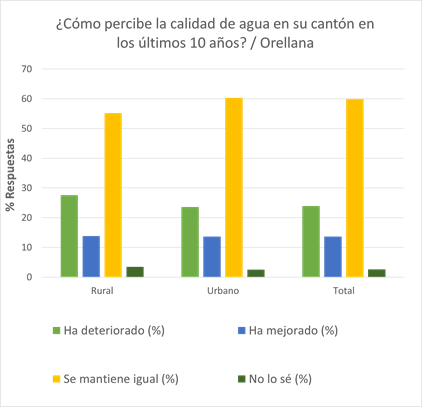 ¿Cómo percibe la calidad de agua en su cantón en
los últimos 10 años? / Orellana
70
60
50
40
30
20
10
0
% Respuestas
Rural
Urbano
Total
Ha deteriorado (%)
Ha mejorado (%)
Se mantiene igual (%)
No lo sé (%)